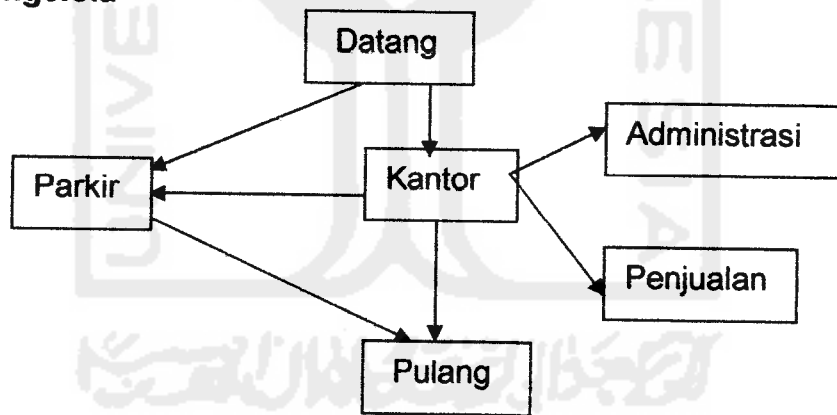 Datang
Administrasi
Parkir
Kantor
Penjualan
Pulang